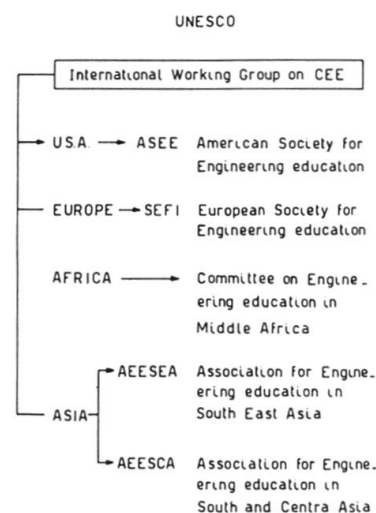 UNESCO
International Working Group on CEE
U.S.A. ASEE American Society for
Engineering education
EUROPE SEFI European Society for
Engineering education
AFRICA Committee on Engine-
ering education in
Middle Africa
AEESEA Association for Engine-
ering education in
South East Asia
ASIA
AEESCA Association for Engine-
ering education in
South and Centra Asia